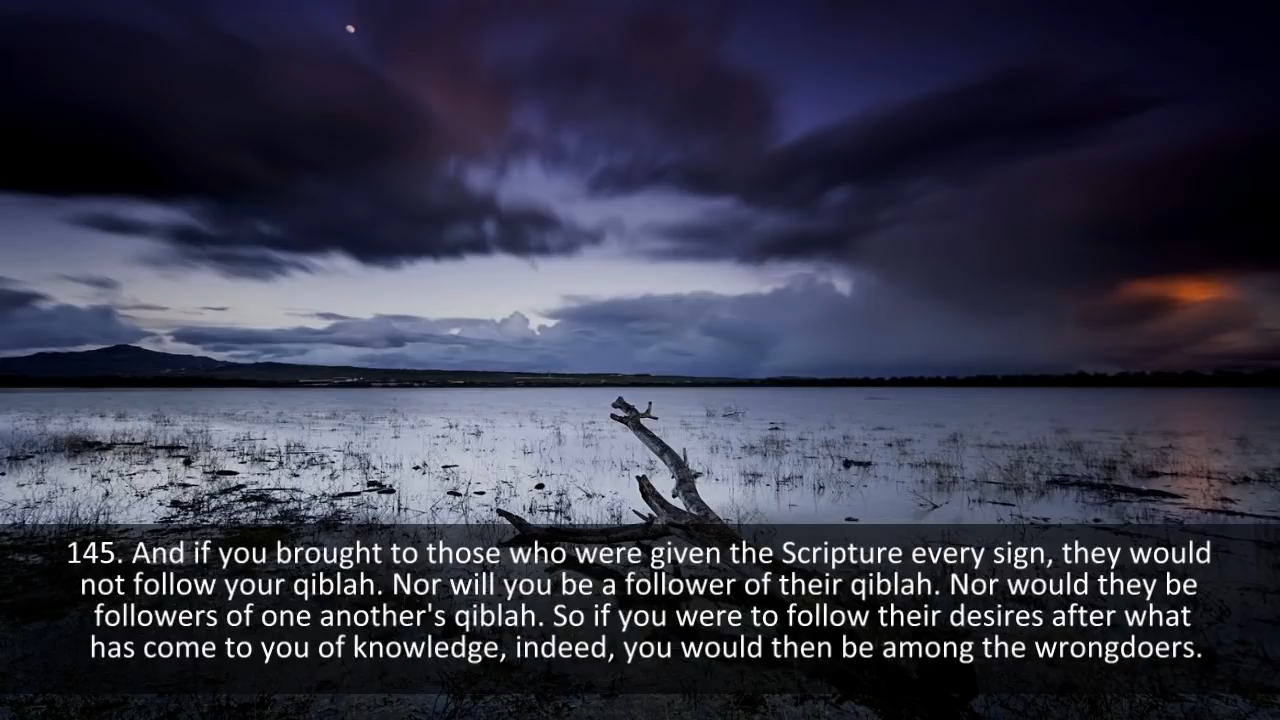 145. And if you brought to those who were given the Scripture every sign, they would
not follow your qiblah. Nor will you be a follower of their qiblah. Nor would they be
followers of one another's qiblah. So if you were to follow their desires after what
has come to you of knowledge, indeed, you would then be among the wrongdoers.